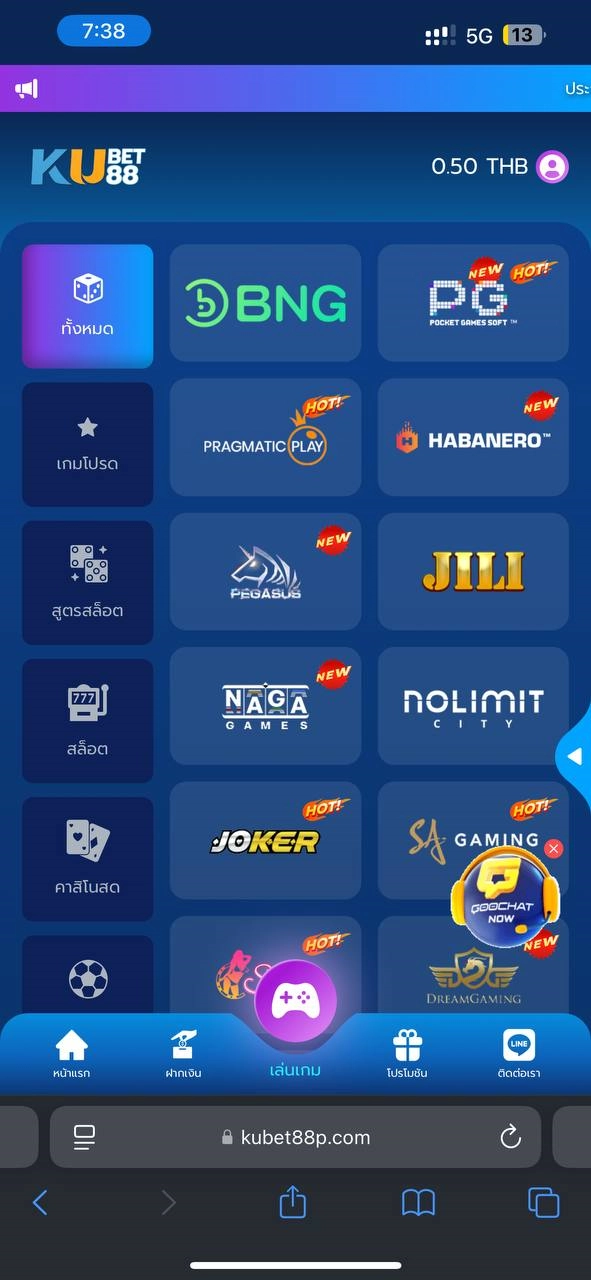 7:38
5G
13
ประ
KU BET 88
0.50 THB
ทั้งหมด
BNG
NEW HOT!
PG
POCKET GAMES SOFT ™
เกมโปรด
HOT!
PRAGMATIC PLAY
NEW
HABANERO™
สูตรสล็อต
NEW
PEGASUS
JILI
777
สล็อต
NEW
NAGA
GAMES
NOLIMIT
CITY
คาสิโนสด
HOT!
JOKER
HOT!
SA GAMING
GOOCHAT
NOW
HOT!
NEW
DREAMGAMING
หน้าแรก
ฝากเงิน
เล่นเกม
โปรโมชัน
LINE
ติดต่อเรา
kubet88p.com